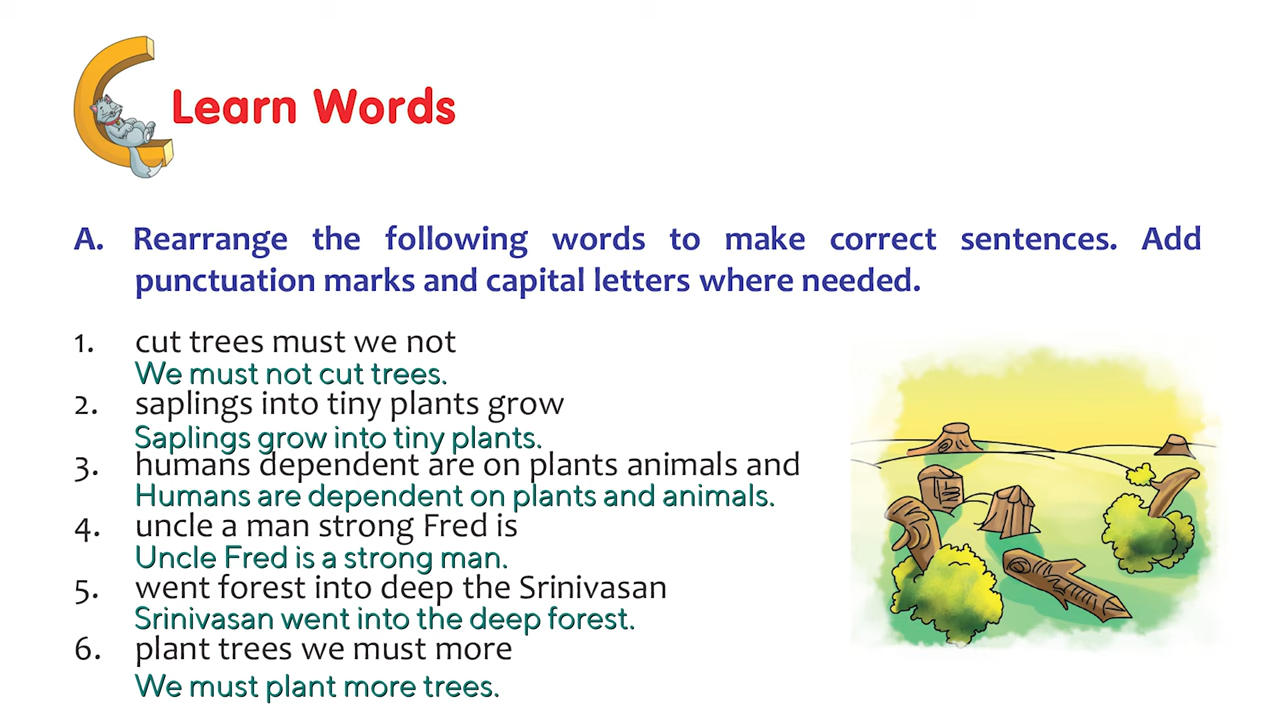 Learn Words
A. Rearrange the following words to make correct sentences. Add
punctuation marks and capital letters where needed.
1. cut trees must we not
We must not cut trees.
2. saplings into tiny plants grow
Saplings grow into tiny plants.
3. humans dependent are on plants animals and
Humans are dependent on plants and animals.
4. uncle a man strong Fred is
Uncle Fred is a strong man.
5. went forest into deep the Srinivasan
Srinivasan went into the deep forest.
6. plant trees we must more
We must plant more trees.